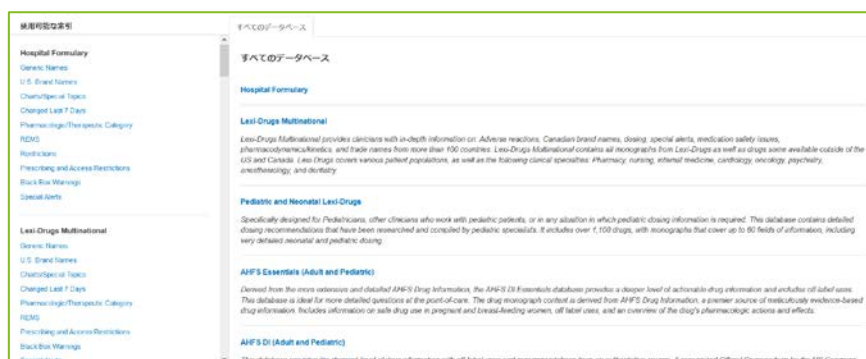 使用可能な索引
Hospital Formulary
Generic Names
U.S. Brand Names
Charts/Special Topics
Changed Last 7 Days
Pharmacologic/Therapeutic Category
REMS
Restrictions
Prescribing and Access Restrictions
Black Box Warnings
Special Alerts
Lexi-Drugs Multinational
Generic Names
U.S. Brand Names
Charts/Special Topics
Changed Last 7 Days
Pharmacologic/Therapeutic Category
REMS
Prescribing and Access Restrictions
Black Box Warnings
すべてのデータベース
すべてのデータベース
Hospital Formulary
Lexi-Drugs Multinational
Lexi-Drugs Multinational provides clinicians with in-depth information on: Adverse reactions, Canadian brand names, dosing, special alerts, medication safety issues,
pharmacodynamics/kinetics, and trade names from more than 100 countries. Lexi-Drugs Multinational contains all monographs from Lexi-Drugs as well as drugs some available outside of the
US and Canada. Lexi-Drugs covers various patient populations, as well as the following clinical specialties: Pharmacy, nursing, internal medicine, cardiology, oncology, psychiatry,
anesthesiology, and dentistry
Pediatric and Neonatal Lexi-Drugs
Specifically designed for Pediatricians, other clinicians who work with pediatric patients, or in any situation in which pediatric dosing information is required. This database contains detailed
dosing recommendations that have been researched and compiled by pediatric specialists. It includes over 1,100 drugs, with monographs that cover up to 60 fields of information, including
very detailed neonatal and pediatric dosing
AHFS Essentials (Adult and Pediatric)
Derived from the more extensive and detailed AHFS Drug Information, the AHFS DI Essentials database provides a deeper level of actionable drug information and includes off-label uses.
This database is ideal for more detailed questions at the point-of-care. The drug monograph content is derived from AHFS Drug Information, a premier source of meticulously evidence-based
drug information. Includes information on safe drug use in pregnant and breast-feeding women, off label uses, and an overview of the drug's pharmacologic actions and effects.
AHFS DI (Adult and Pediatric)